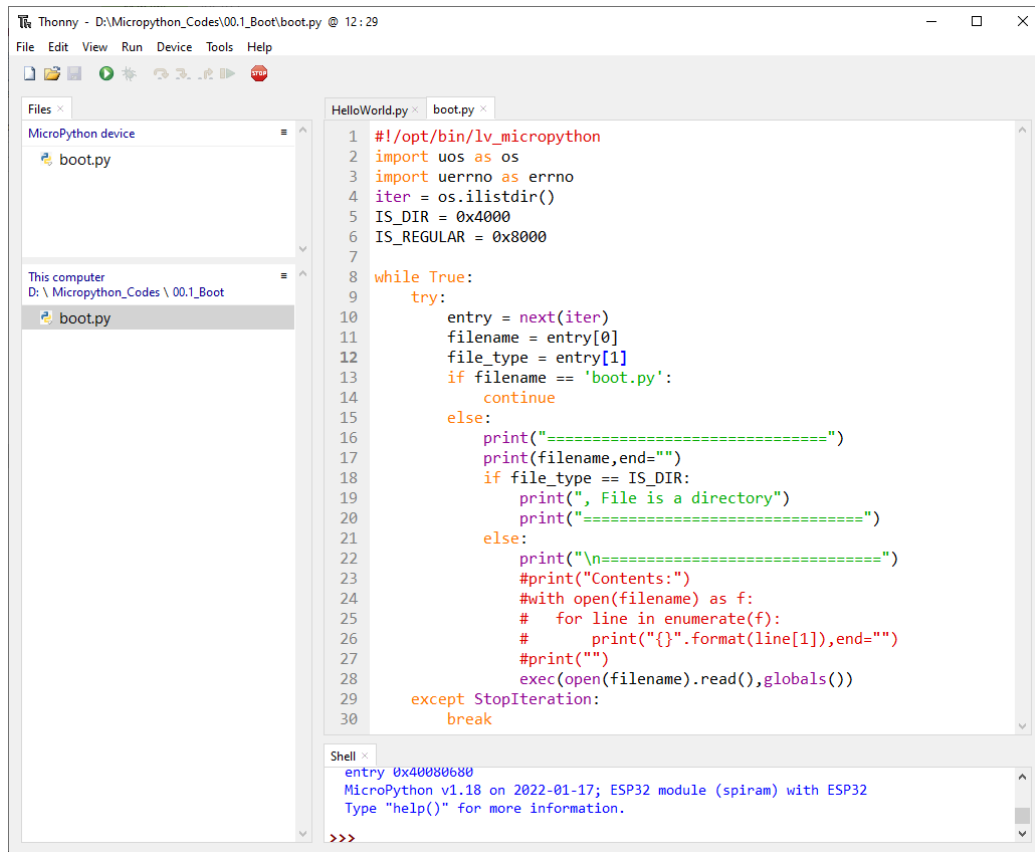 Thonny - D:\Micropython_Codes\00.1_Boot\boot.py @ 12:29
File Edit View Run Device Tools Help
STOP
Files
MicroPython device
boot.py
This computer
D: \ Micropython_Codes \ 00.1_Boot
boot.py
HelloWorld.py boot.py
1 #!/opt/bin/lv_micropython
2 import uos as os
3 import uerrno as errno
4 iter = os.ilistdir()
5 IS_DIR = 0x4000
6 IS_REGULAR = 0x8000
7
8 while True:
9     try:
10         entry = next(iter)
11         filename = entry[0]
12         file_type = entry[1]
13         if filename == 'boot.py':
14             continue
15         else:
16             print("===============================")
17             print(filename,end="")
18             if file_type == IS_DIR:
19                 print(", File is a directory")
20                 print("===============================")
21             else:
22                 print("\n===============================")
23                 #print("Contents:")
24                 #with open(filename) as f:
25                 #   for line in enumerate(f):
26                 #       print("{}".format(line[1]),end="")
27                 #print("")
28                 exec(open(filename).read(),globals())
29     except StopIteration:
30         break
Shell
entry 0x40080680
MicroPython v1.18 on 2022-01-17; ESP32 module (spiram) with ESP32
Type "help()" for more information.
>>>